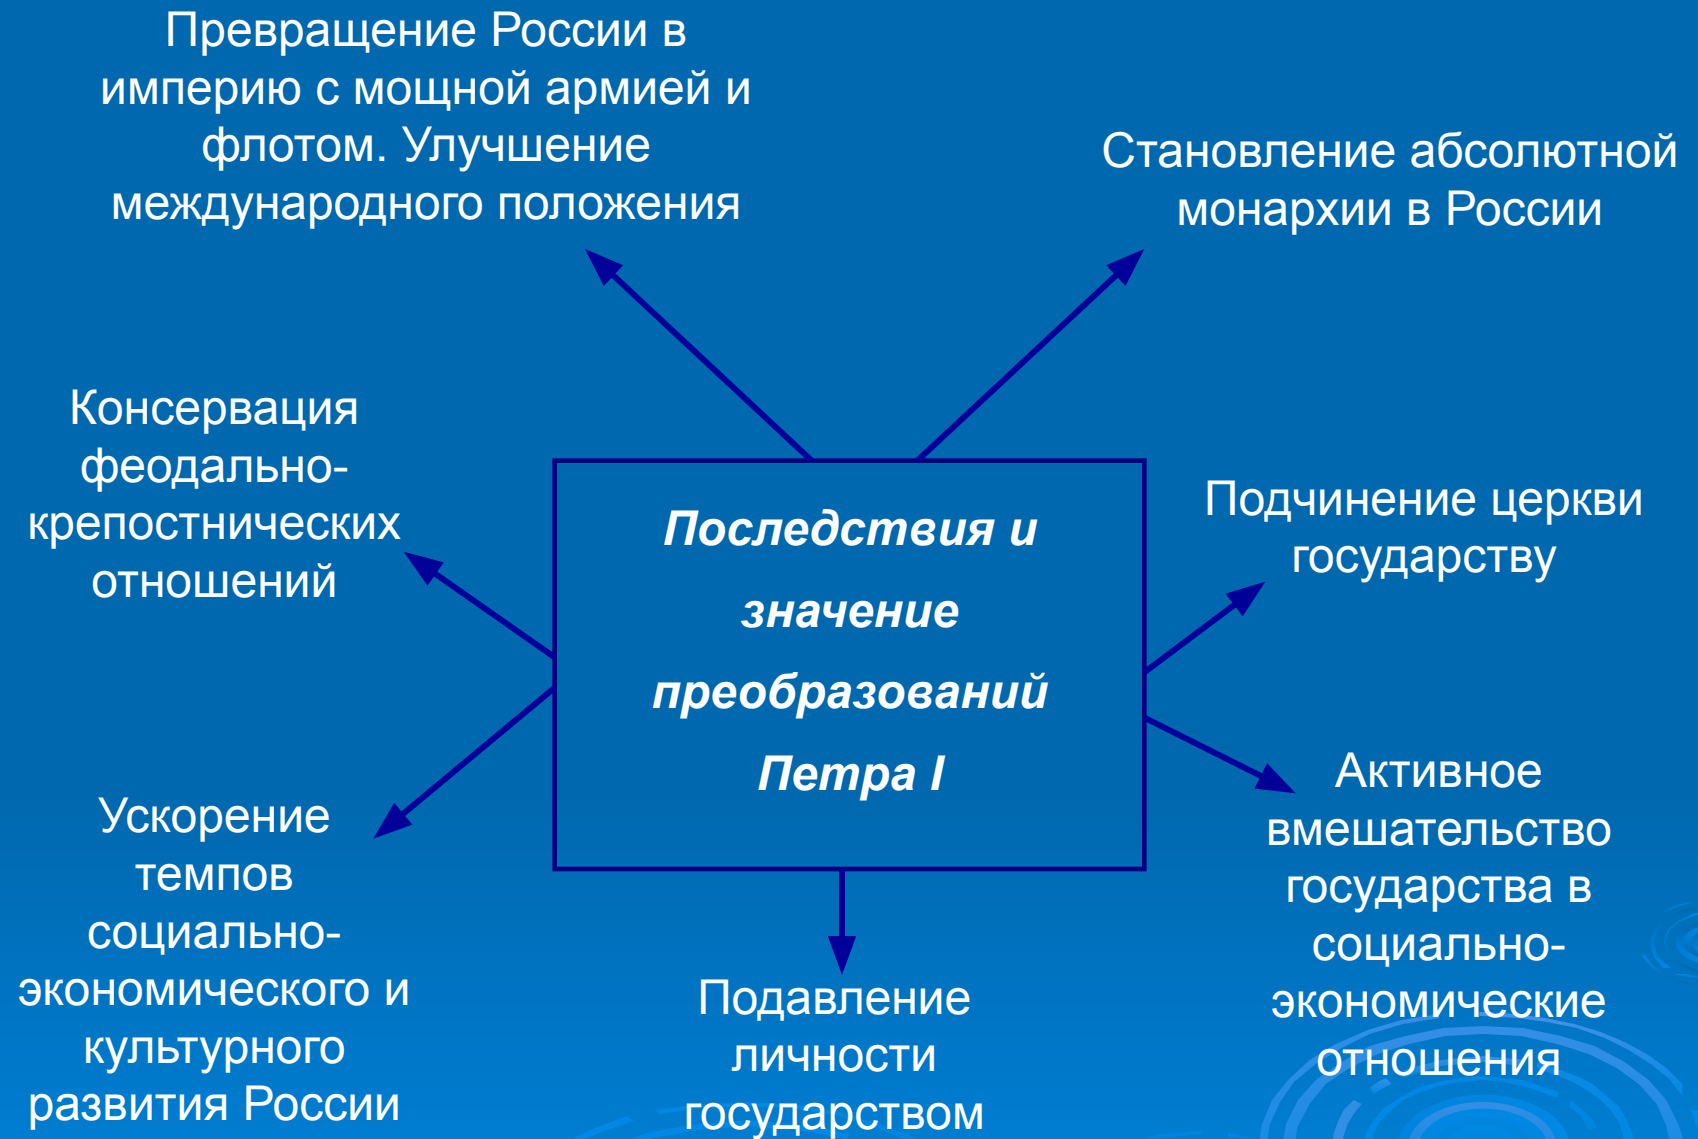 Превращение России в
империю с мощной армией и
флотом. Улучшение
международного положения
Становление абсолютной
монархии в России
Консервация
феодально-
крепостнических
отношений
Последствия и
значение
преобразований
Петра I
Подчинение церкви
государству
Ускорение
темпов
социально-
экономического и
культурного
развития России
Подавление
личности
государством
Активное
вмешательство
государства в
социально-
экономические
отношения